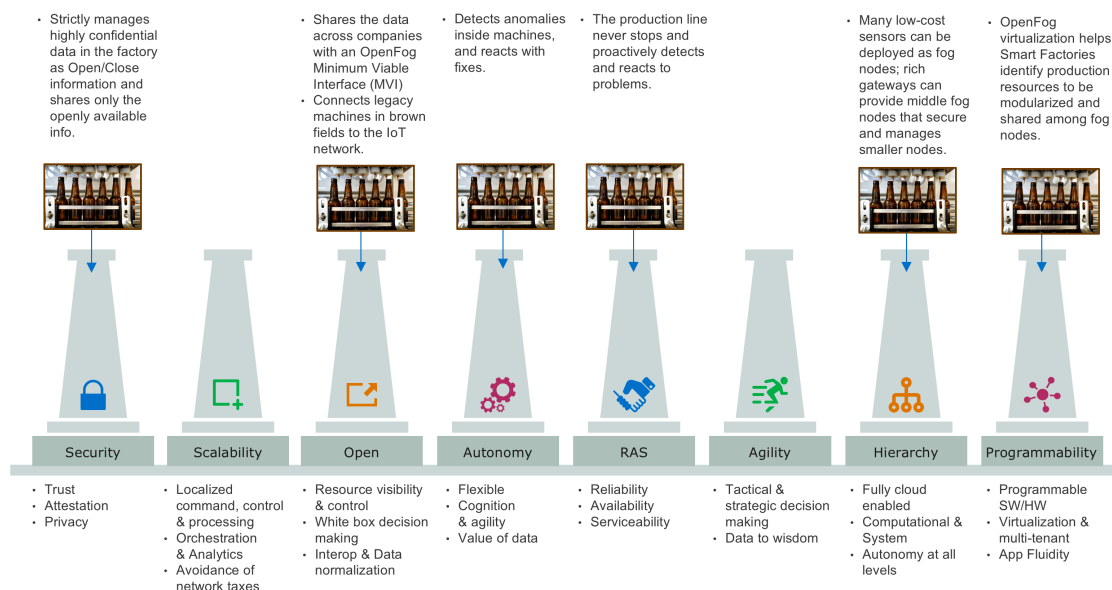 • Strictly manages
highly confidential
data in the factory
as Open/Close
information and
shares only the
openly available
info.
• Shares the data
across companies
with an OpenFog
Minimum Viable
Interface (MVI)
• Connects legacy
machines in brown
fields to the IoT
network.
• Detects anomalies
inside machines,
and reacts with
fixes.
• The production line
never stops and
proactively detects
and reacts to
problems.
• Many low-cost
sensors can be
deployed as fog
nodes; rich
gateways can
provide middle fog
nodes that secure
and manages
smaller nodes.
• OpenFog
virtualization helps
Smart Factories
identify production
resources to be
modularized and
shared among fog
nodes.
Security
Scalability
Open
Autonomy
RAS
Agility
Hierarchy
Programmability
• Trust
• Attestation
• Privacy
• Localized
command, control
& processing
• Orchestration
& Analytics
• Avoidance of
network taxes
• Resource visibility
& control
• White box decision
making
• Interop & Data
normalization
• Flexible
• Cognition
& agility
• Value of data
• Reliability
• Availability
• Serviceability
• Tactical &
strategic decision
making
• Data to wisdom
• Fully cloud
enabled
• Computational &
System
• Autonomy at all
levels
• Programmable
SW/HW
• Virtualization &
multi-tenant
• App Fluidity